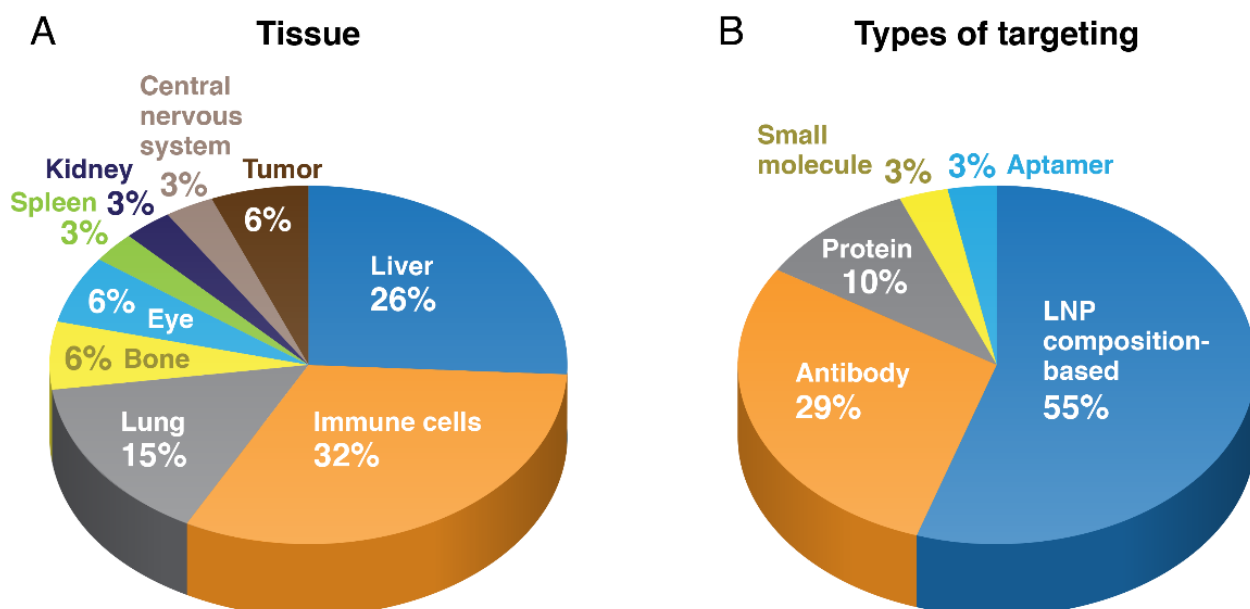 A
Tissue
Central
nervous
system
3%
Tumor
6%
Kidney
3%
Spleen
3%
Liver
26%
6%
Eye
6% Bone
Lung
15%
Immune cells
32%
B
Types of targeting
Small
molecule
3%
3% Aptamer
Protein
10%
LNP
composition-
based
55%
Antibody
29%